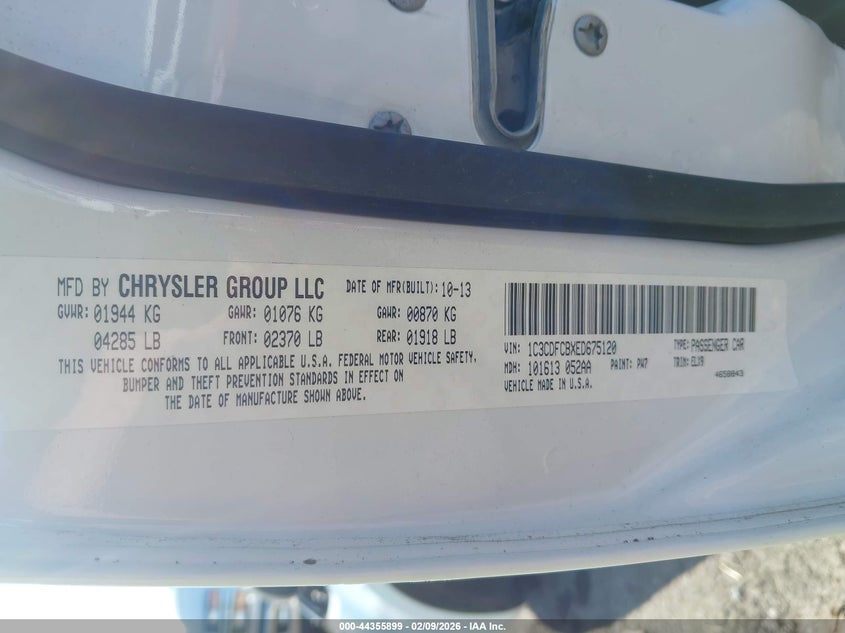 MFD BY CHRYSLER GROUP LLC DATE OF MFR(BUILT): 10-13
GVWR: 01944 KG GAWR: 01076 KG GAWR: 00870 KG
04285 LB FRONT: 02370 LB REAR: 01918 LB
THIS VEHICLE CONFORMS TO ALL APPLICABLE U.S.A. FEDERAL MOTOR VEHICLE SAFETY,
BUMPER AND THEFT PREVENTION STANDARDS IN EFFECT ON
THE DATE OF MANUFACTURE SHOWN ABOVE.
VIN: 1C3CDFCBXED675120 TYPE: PASSENGER CAR
MDH: 101613 052AA PAINT: PW7 TRIM: ELX9
VEHICLE MADE IN U.S.A. 4658843
000-44355899 | 02/09/2026 – IAA Inc.